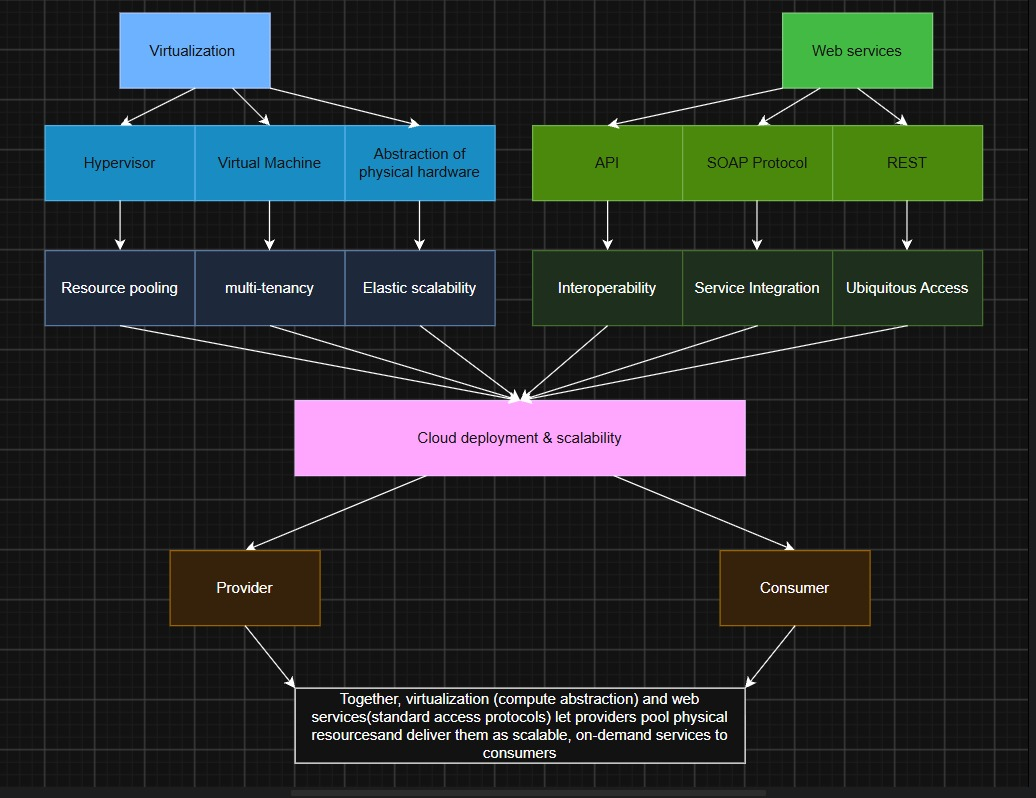 Virtualization
Web services
Hypervisor
Virtual Machine
Abstraction of
physical hardware
API
SOAP Protocol
REST
Resource pooling
multi-tenancy
Elastic scalability
Interoperability
Service Integration
Ubiquitous Access
Cloud deployment & scalability
Provider
Consumer
Together, virtualization (compute abstraction) and web
services(standard access protocols) let providers pool physical
resourcesand deliver them as scalable, on-demand services to
consumers